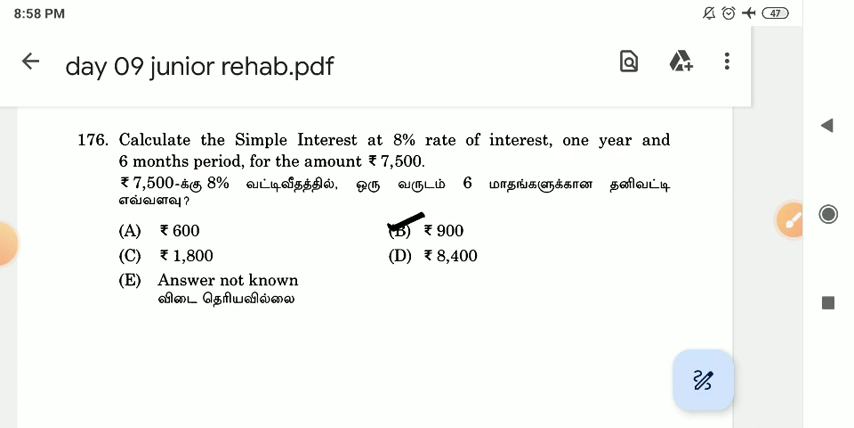 8:58 PM
47
day 09 junior rehab.pdf
176. Calculate the Simple Interest at 8% rate of interest, one year and
6 months period, for the amount ₹ 7,500.
₹ 7,500-க்கு 8% வட்டிவீதத்தில், ஒரு வருடம் 6 மாதங்களுக்கான தனிவட்டி
எவ்வளவு?
(A) ₹ 600 (B) ₹ 900
(C) ₹ 1,800 (D) ₹ 8,400
(E) Answer not known
விடை தெரியவில்லை